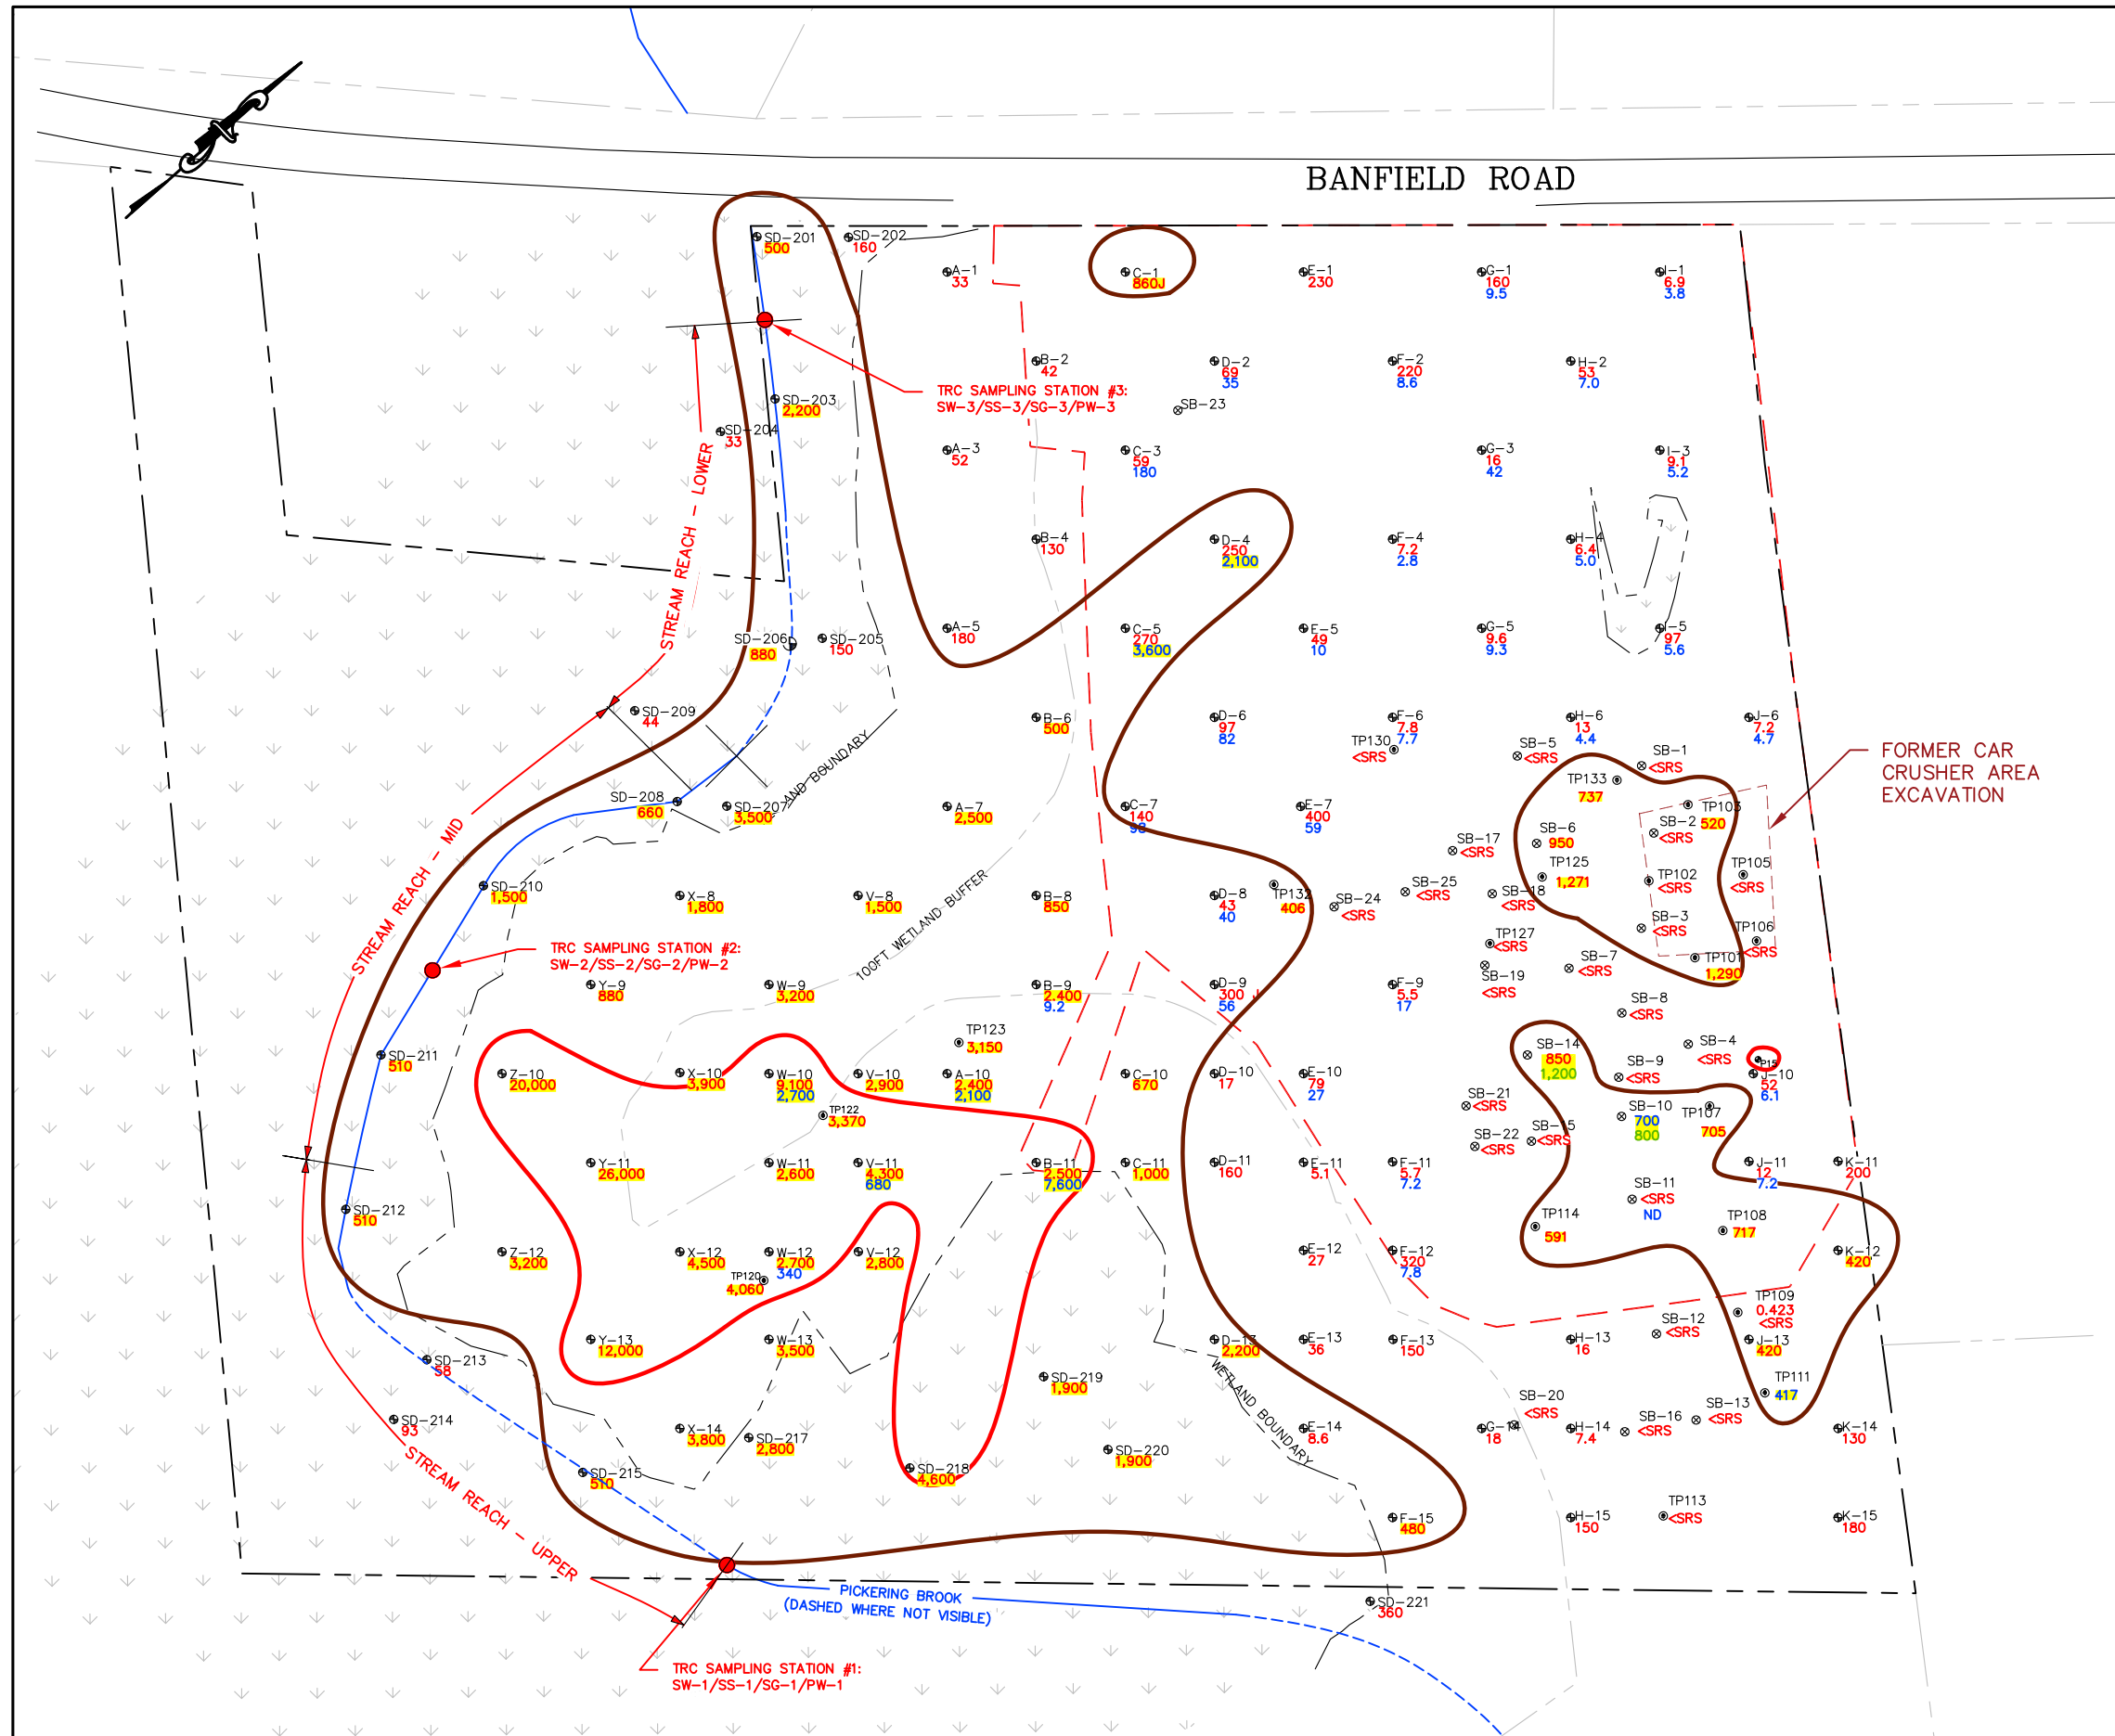 BANFIELD ROAD
SD-201
500
SD-202
160
A-1
33
C-1
860J
E-1
230
G-1
160
9.5
I-1
6.9
3.8
B-2
42
D-2
69
35
F-2
220
8.6
H-2
53
7.0
TRC SAMPLING STATION #3:
SW-3/SS-3/SG-3/PW-3
SB-23
SD-203
2,200
SD-204
33
A-3
52
C-3
59
180
G-3
16
42
I-3
9.1
5.2
STREAM REACH - LOWER
B-4
130
D-4
250
2,100
F-4
7.2
2.8
H-4
6.4
5.0
SD-206
880
SD-205
150
A-5
180
C-5
270
3,600
E-5
49
10
G-5
9.6
9.3
I-5
97
5.6
SD-209
44
B-6
500
D-6
97
82
F-6
7.8
7.7
TP130
<SRS
H-6
13
4.4
J-6
7.2
4.7
SB-5
<SRS
SB-1
<SRS
FORMER CAR
CRUSHER AREA
EXCAVATION
TP133
737
TP103
520
SB-2
<SRS
SD-208
660
SD-207
3,500
AND BOUNDARY
A-7
2,500
C-7
140
93
E-7
400
59
SB-17
<SRS
SB-6
950
TP125
1,271
TP102
<SRS
TP105
<SRS
STREAM REACH - MID
SD-210
1,500
X-8
1,800
V-8
1,500
B-8
850
D-8
43
40
TP132
406
SB-24
<SRS
SB-25
<SRS
SB-18
<SRS
SB-3
<SRS
TP106
<SRS
TRC SAMPLING STATION #2:
SW-2/SS-2/SG-2/PW-2
100FT WETLAND BUFFER
TP127
<SRS
SB-19
<SRS
SB-7
<SRS
TP101
1,290
Y-9
880
W-9
3,200
B-9
2.400
9.2
D-9
300 J
56
F-9
5.5
17
SB-8
<SRS
TP123
3,150
SB-14
850
1,200
SB-4
<SRS
SD-211
510
Z-10
20,000
X-10
3,900
W-10
9,100
2,700
V-10
2,900
A-10
2,400
2,100
C-10
670
D-10
17
E-10
79
27
SB-9
<SRS
J-10
52
6.1
TP122
3,370
SB-21
<SRS
SB-10
700
800
TP107
705
SB-22
<SRS
SB-15
<SRS
Y-11
26,000
W-11
2,600
V-11
4.300
680
B-11
2,500
7,600
C-11
1,000
D-11
160
E-11
5.1
F-11
5.7
7.2
J-11
12
7.2
K-11
200
SD-212
510
SB-11
<SRS
ND
TP114
591
TP108
717
Z-12
3,200
X-12
4,500
W-12
2.700
340
TP120
4,060
V-12
2,800
E-12
27
F-12
320
7.8
K-12
420
TP109
0.423
<SRS
SB-12
<SRS
Y-13
12,000
W-13
3,500
D-13
2,200
E-13
36
F-13
150
H-13
16
J-13
420
SD-213
58
SD-219
1,900
WETLAND BOUNDARY
TP111
417
SB-20
<SRS
SB-13
<SRS
SB-16
<SRS
SD-214
93
X-14
3,800
SD-217
2,800
SD-220
1,900
E-14
8.6
G-14
18
H-14
7.4
K-14
130
SD-215
510
SD-218
4,600
STREAM REACH - UPPER
F-15
480
H-15
150
TP113
<SRS
K-15
180
PICKERING BROOK
(DASHED WHERE NOT VISIBLE)
SD-221
360
TRC SAMPLING STATION #1:
SW-1/SS-1/SG-1/PW-1